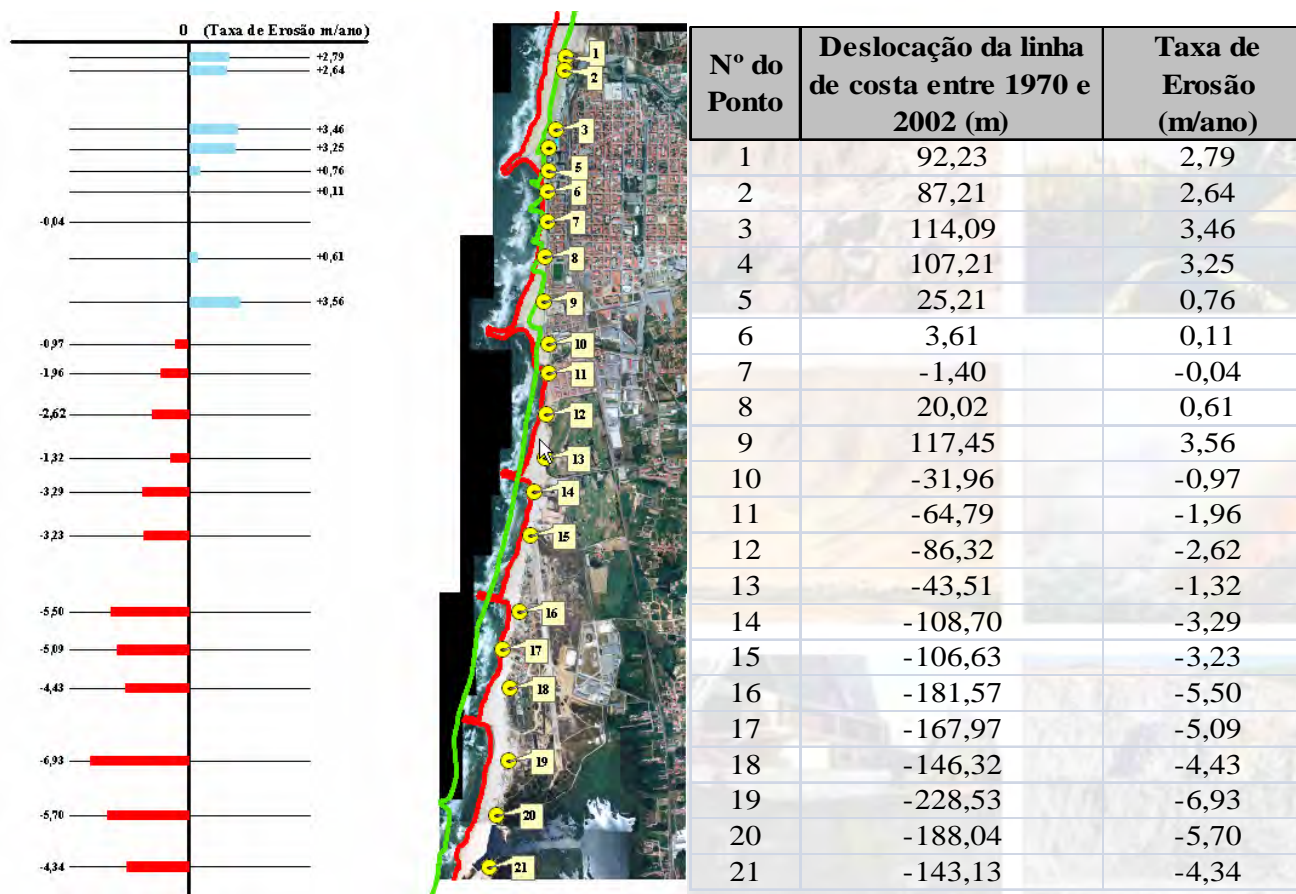 0 (Taxa de Erosão m/ano)
+2,79
+2,64
+3,46
+3,25
+0,76
+0,11
-0,04
+0,61
+3,56
-0,97
-1,96
-2,62
-1,32
-3,29
-3,23
-5,50
-5,09
-4,43
-6,93
-5,70
-4,34
1
2
3
5
6
7
8
9
10
11
12
13
14
15
16
17
18
19
20
21
Nº do Ponto Deslocação da linha de costa entre 1970 e 2002 (m) Taxa de Erosão (m/ano)
1 92,23 2,79
2 87,21 2,64
3 114,09 3,46
4 107,21 3,25
5 25,21 0,76
6 3,61 0,11
7 -1,40 -0,04
8 20,02 0,61
9 117,45 3,56
10 -31,96 -0,97
11 -64,79 -1,96
12 -86,32 -2,62
13 -43,51 -1,32
14 -108,70 -3,29
15 -106,63 -3,23
16 -181,57 -5,50
17 -167,97 -5,09
18 -146,32 -4,43
19 -228,53 -6,93
20 -188,04 -5,70
21 -143,13 -4,34